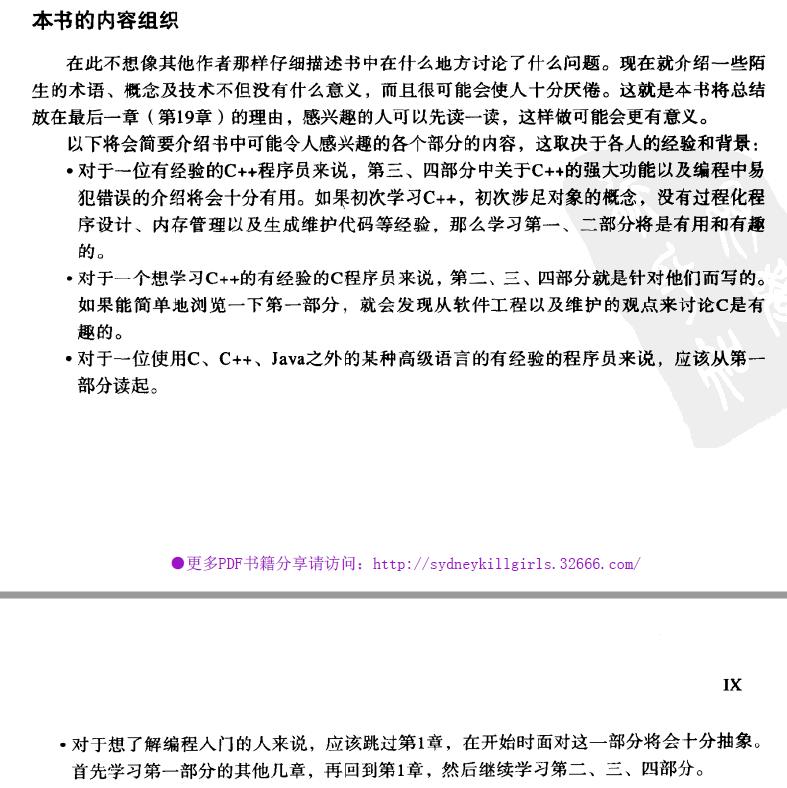 本书的内容组织
在此不想像其他作者那样仔细描述书中在什么地方讨论了什么问题。现在就介绍一些陌
生的术语、概念及技术不但没有什么意义，而且很可能会使人十分厌倦。这就是本书将总结
放在最后一章（第19章）的理由，感兴趣的人可以先读一读，这样做可能会更有意义。
以下将会简要介绍书中可能令人感兴趣的各个部分的内容，这取决于各人的经验和背景：
• 对于一位有经验的C++程序员来说，第三、四部分中关于C++的强大功能以及编程中易
犯错误的介绍将会十分有用。如果初次学习C++，初次涉足对象的概念，没有过程化程
序设计、内存管理以及生成维护代码等经验，那么学习第一、二部分将是有用和有趣
的。
• 对于一个想学习C++的有经验的C程序员来说，第二、三、四部分就是针对他们而写的。
如果能简单地浏览一下第一部分，就会发现从软件工程以及维护的观点来讨论C是有
趣的。
• 对于一位使用C、C++、Java之外的某种高级语言的有经验的程序员来说，应该从第一
部分读起。
●更多PDF书籍分享请访问：http://sydneykillgirls.32666.com/
IX
• 对于想了解编程入门的人来说，应该跳过第1章，在开始时面对这一部分将会十分抽象。
首先学习第一部分的其他几章，再回到第1章，然后继续学习第二、三、四部分。